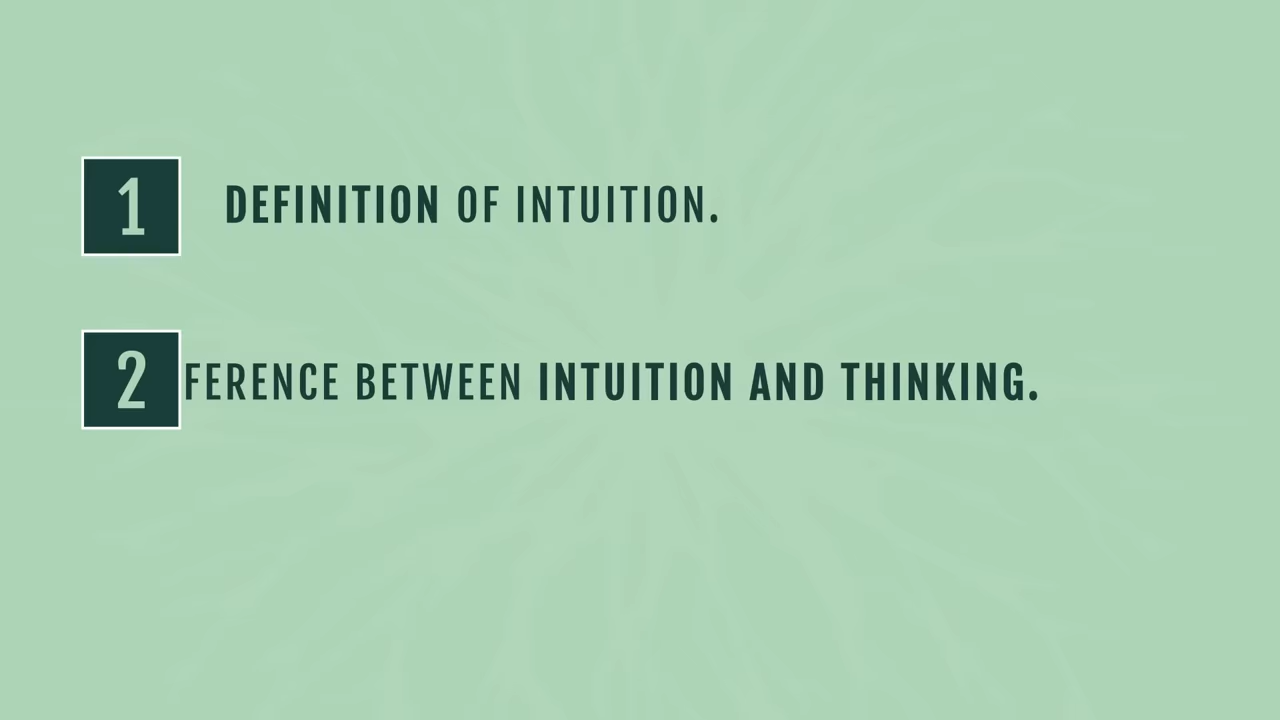 1 DEFINITION OF INTUITION.
2 FERENCE BETWEEN INTUITION AND THINKING.